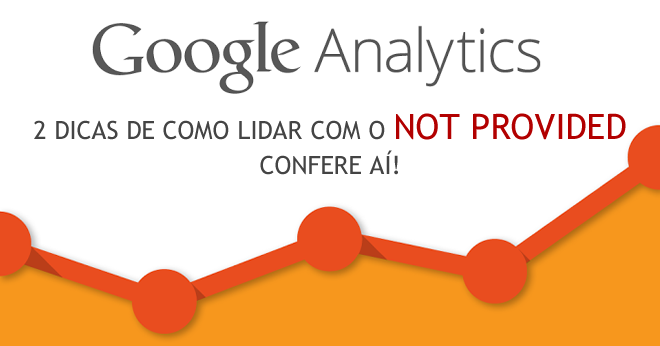 Google Analytics
2 DICAS DE COMO LIDAR COM O NOT PROVIDED
CONFERE AÍ!